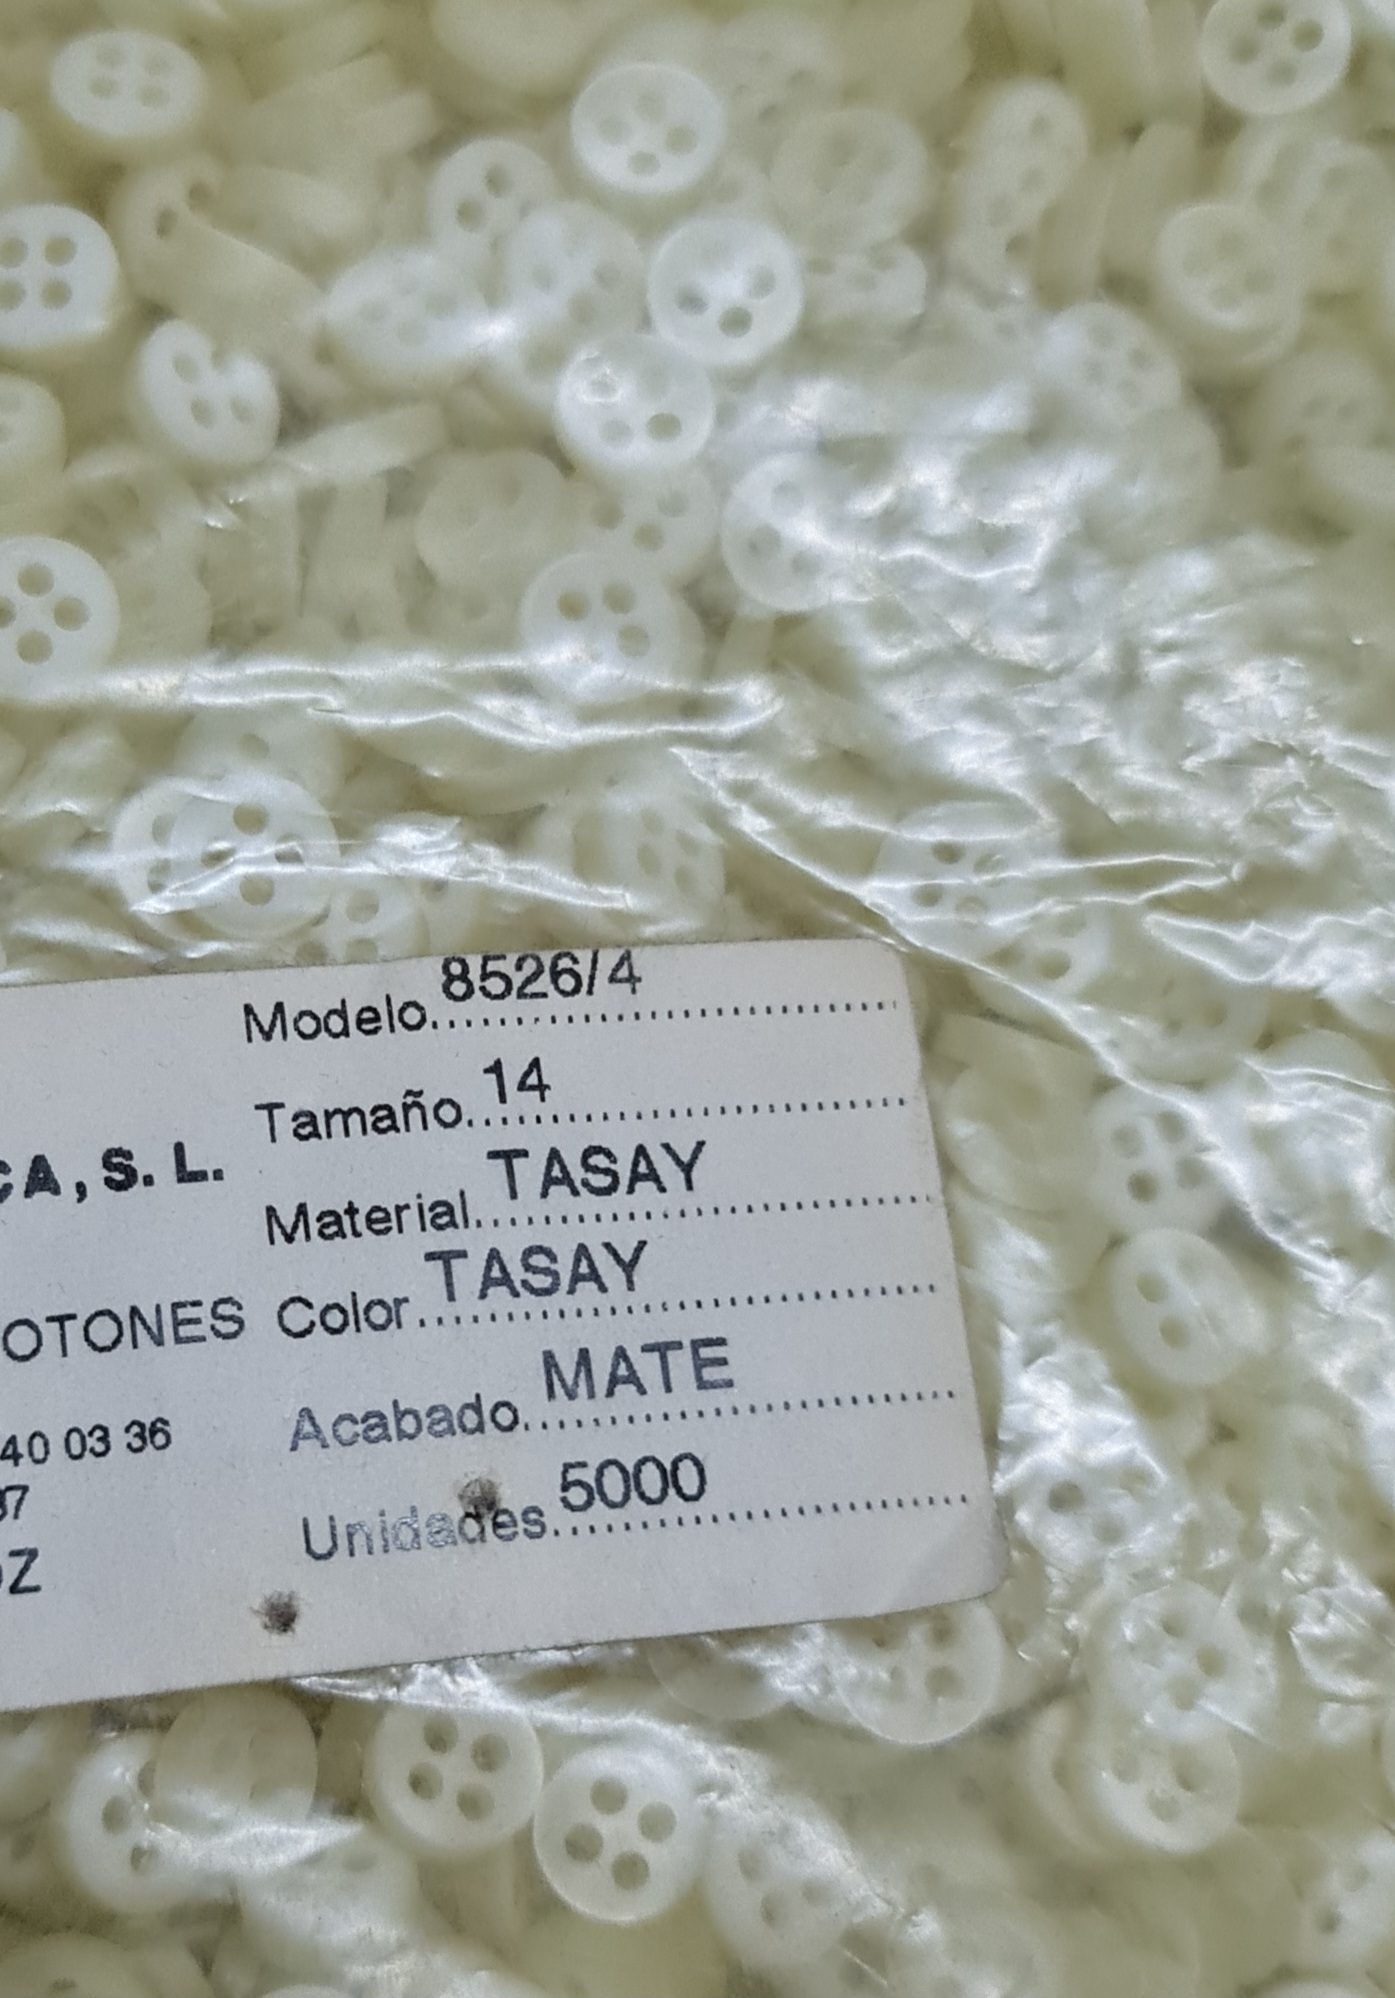 Modelo 8526/4
Tamaño 14
CA, S. L.
Material TASAY
OTONES
Color TASAY
Acabado MATE
40 03 36
Unidades 5000
37
OZ